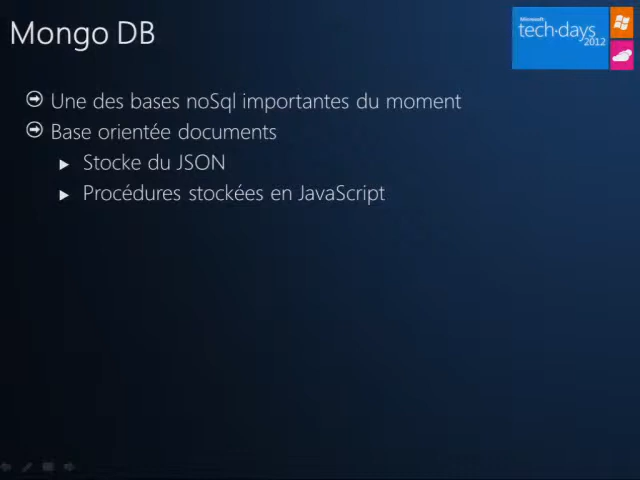 Mongo DB
Microsoft
tech·days
2012
Une des bases noSql importantes du moment
Base orientée documents
Stocke du JSON
Procédures stockées en JavaScript